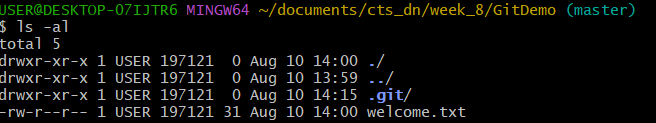 USER@DESKTOP-O7IJTR6 MINGW64 ~/documents/cts_dn/week_8/GitDemo (master)
$ ls -al
total 5
drwxr-xr-x 1 USER 197121  0 Aug 10 14:00 ./
drwxr-xr-x 1 USER 197121  0 Aug 10 13:59 ../
drwxr-xr-x 1 USER 197121  0 Aug 10 14:15 .git/
-rw-r--r-- 1 USER 197121 31 Aug 10 14:00 welcome.txt